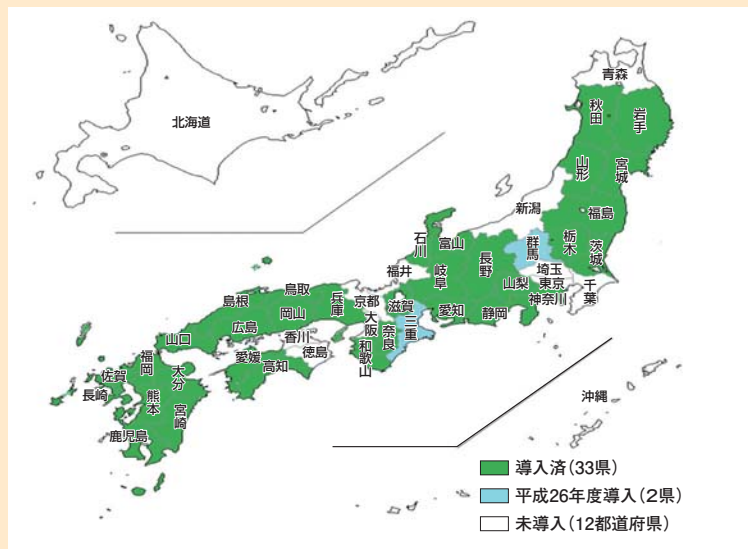 北海道
青森
秋田
岩手
山形
宮城
新潟
福島
石川
富山
群馬
栃木
茨城
福井
岐阜
長野
埼玉
山梨
東京
千葉
神奈川
島根
鳥取
兵庫
京都
滋賀
三重
愛知
静岡
岡山
大阪
奈良
広島
山口
香川
徳島
和歌山
愛媛
高知
福岡
佐賀
大分
長崎
熊本
宮崎
鹿児島
沖縄
導入済(33県)
平成26年度導入(2県)
未導入(12都道府県)